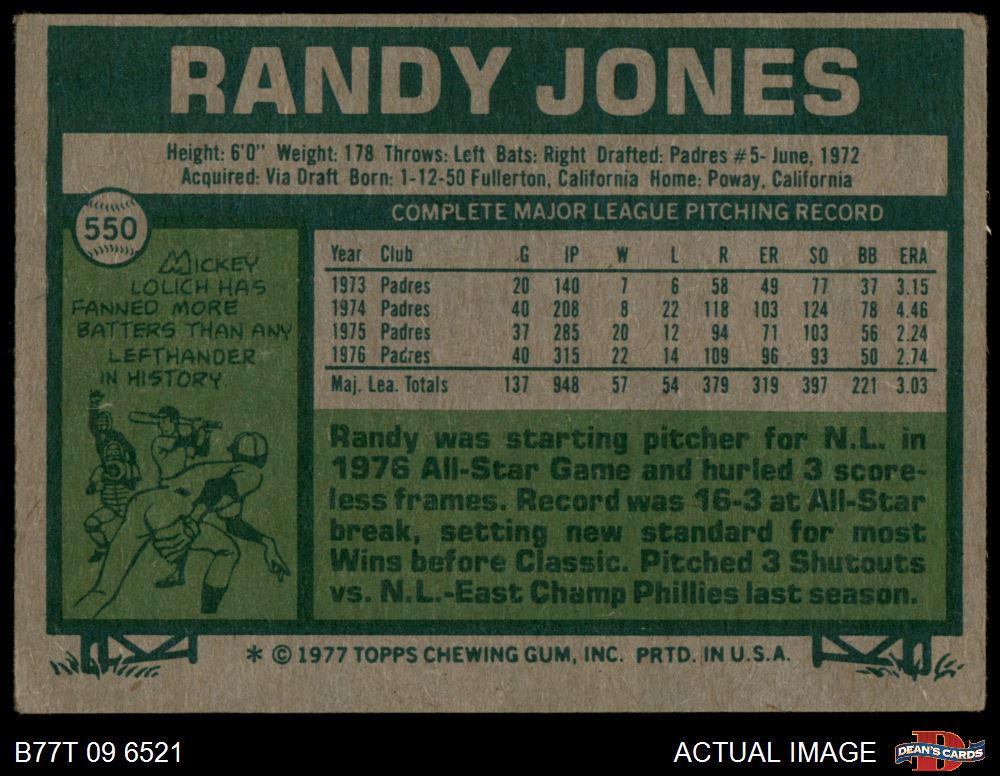 RANDY JONES
Height: 6'0" Weight: 178 Throws: Left Bats: Right Drafted: Padres #5- June, 1972
Acquired: Via Draft Born: 1-12-50 Fullerton, California Home: Poway, California
550
MICKEY
LOLICH HAS
FANNED MORE
BATTERS THAN ANY
LEFTHANDER
IN HISTORY
COMPLETE MAJOR LEAGUE PITCHING RECORD
Year Club G IP W L R ER SO BB ERA
1973 Padres 20 140 7 6 58 49 77 37 3.15
1974 Padres 40 208 8 22 118 103 124 78 4.46
1975 Padres 37 285 20 12 94 71 103 56 2.24
1976 Padres 40 315 22 14 109 96 93 50 2.74
Maj. Lea. Totals 137 948 57 54 379 319 397 221 3.03
Randy was starting pitcher for N.L. in
1976 All-Star Game and hurled 3 score-
less frames. Record was 16-3 at All-Star
break, setting new standard for most
Wins before Classic. Pitched 3 Shutouts
vs. N.L.-East Champ Phillies last season.
* © 1977 TOPPS CHEWING GUM, INC. PRTD. IN U.S.A.
B77T 09 6521
ACTUAL IMAGE
DEAN'S CARDS